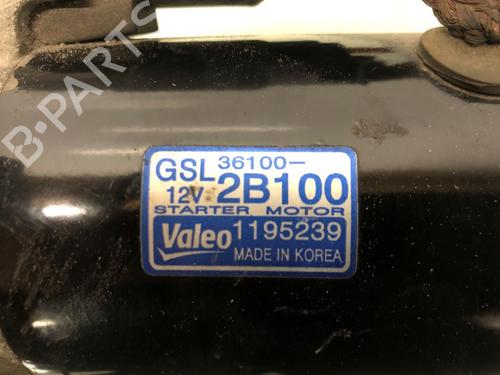 B-PARTS
GSL 36100-
12V 2B100
STARTER MOTOR
Valeo 1195239
MADE IN KOREA